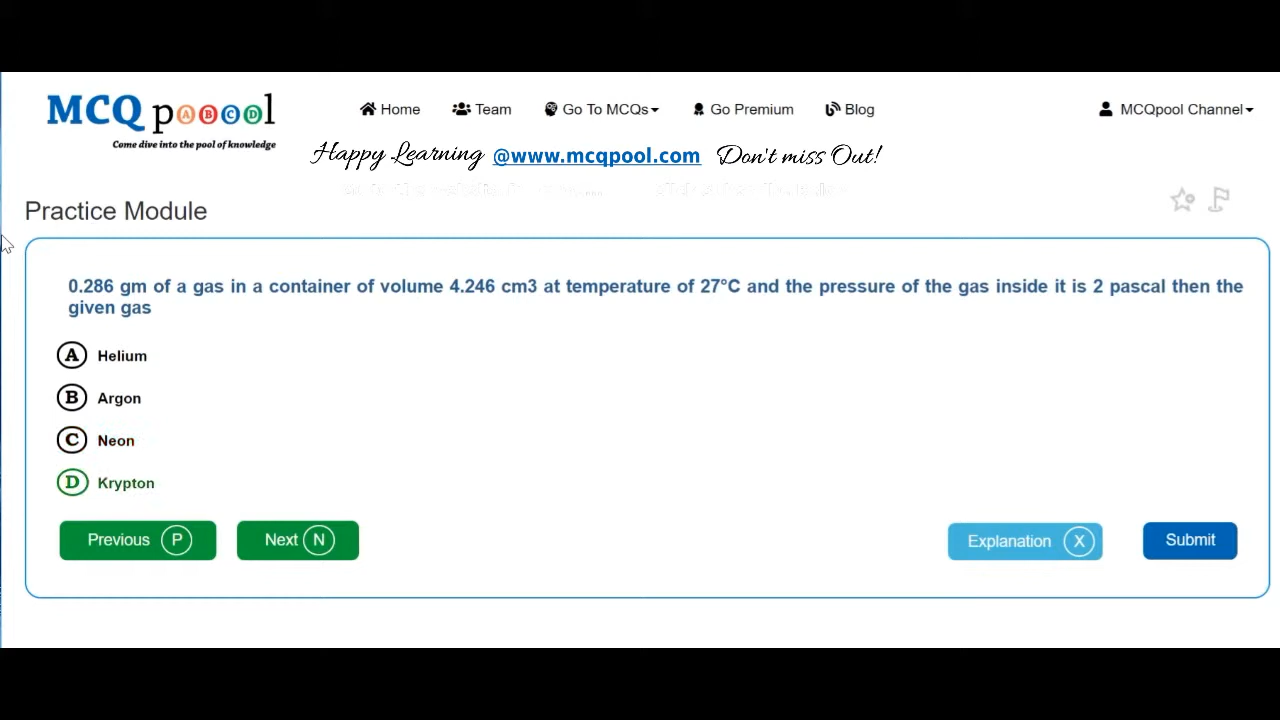 MCQ pABCDl
Come dive into the pool of knowledge
Home Team Go To MCQs Go Premium Blog MCQpool Channel
Happy Learning @www.mcqpool.com Don't miss Out!
Practice Module
0.286 gm of a gas in a container of volume 4.246 cm3 at temperature of 27°C and the pressure of the gas inside it is 2 pascal then the
given gas
A Helium
B Argon
C Neon
D Krypton
Previous P Next N Explanation X Submit